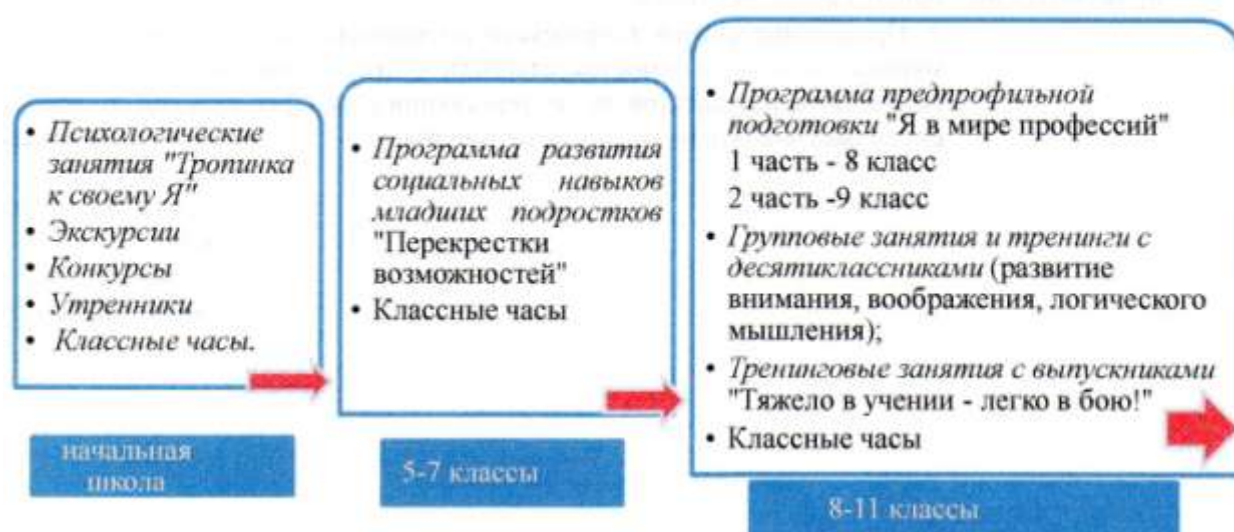 • Психологические
занятия "Тропинка
к своему Я"
• Экскурсии
• Конкурсы
• Утренники
• Классные часы.
начальная
школа
• Программа развития
социальных навыков
младших подростков
"Перекрестки
возможностей"
• Классные часы
5-7 классы
• Программа предпрофильной
подготовки "Я в мире профессий"
1 часть - 8 класс
2 часть -9 класс
• Групповые занятия и тренинги с
десятиклассниками (развитие
внимания, воображения, логического
мышления);
• Тренинговые занятия с выпускниками
"Тяжело в учении - легко в бою!"
• Классные часы
8-11 классы